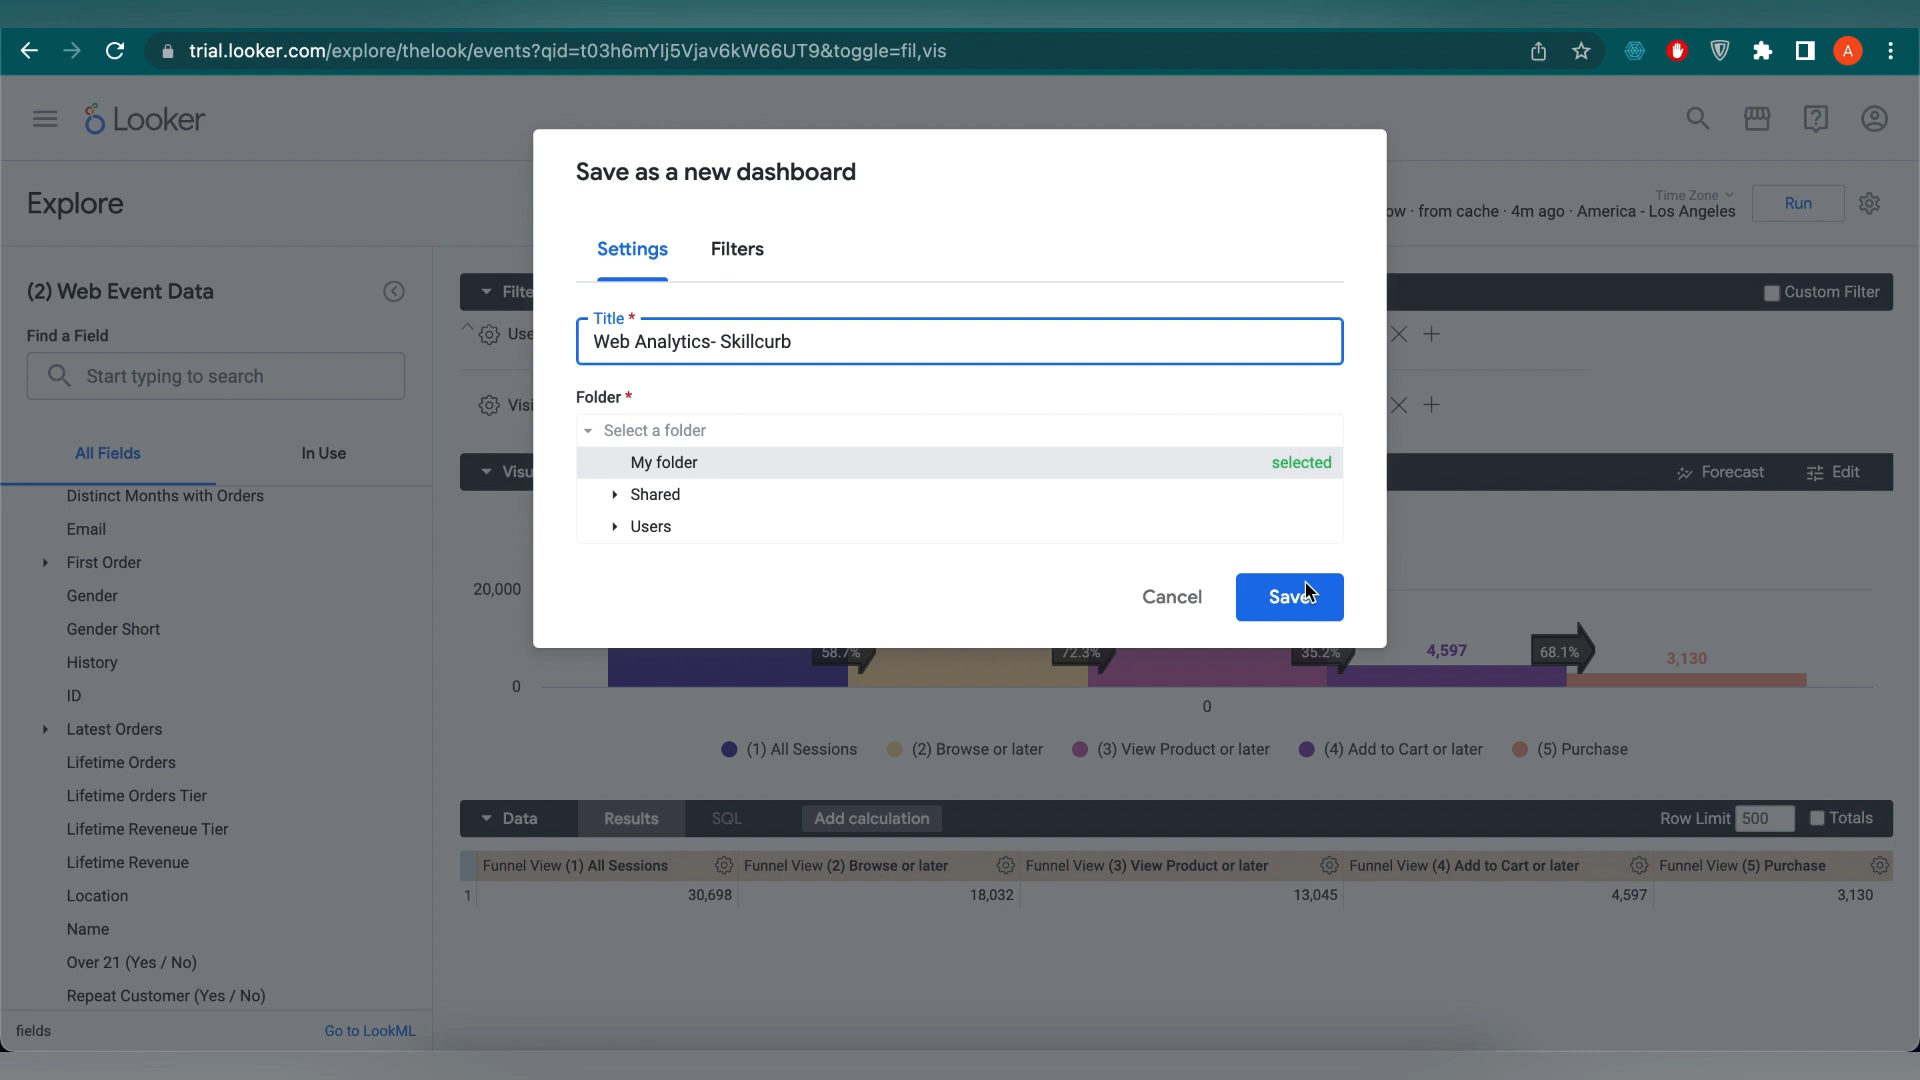 trial.looker.com/explore/thelook/events?qid=t03h6mYlj5Vjav6kW66UT9&toggle=fil,vis
A
Looker
Save as a new dashboard
Explore
Time Zone
ow · from cache · 4m ago · America - Los Angeles
Run
Settings
Filters
(2) Web Event Data
Filte
Custom Filter
Find a Field
Title *
Web Analytics- Skillcurb
Use
Start typing to search
Folder *
Visi
Select a folder
All Fields
In Use
My folder
selected
Visu
Forecast
Edit
Shared
Users
Distinct Months with Orders
Email
First Order
Gender
Gender Short
History
ID
Latest Orders
Lifetime Orders
Lifetime Orders Tier
Lifetime Reveneue Tier
Lifetime Revenue
Location
Name
Over 21 (Yes / No)
Repeat Customer (Yes / No)
fields
Go to LookML
Cancel
Save
20,000
0
58.7%
72.3%
35.2%
4,597
68.1%
3,130
0
(1) All Sessions
(2) Browse or later
(3) View Product or later
(4) Add to Cart or later
(5) Purchase
Data
Results
SQL
Add calculation
Row Limit 500
Totals
Funnel View (1) All Sessions
Funnel View (2) Browse or later
Funnel View (3) View Product or later
Funnel View (4) Add to Cart or later
Funnel View (5) Purchase
1
30,698
18,032
13,045
4,597
3,130